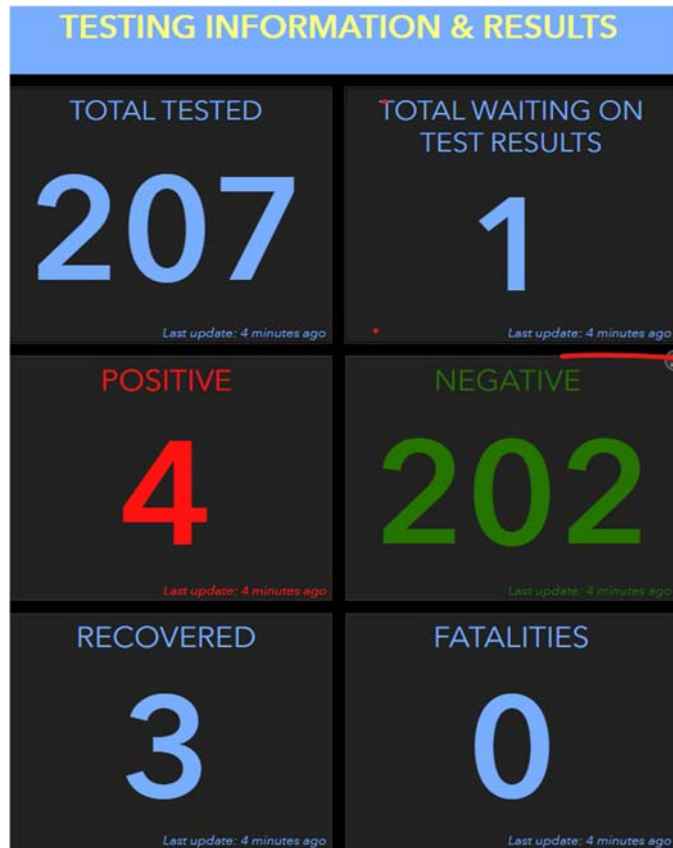 TESTING INFORMATION & RESULTS
TOTAL TESTED
207
Last update: 4 minutes ago
TOTAL WAITING ON
TEST RESULTS
1
Last update: 4 minutes ago
POSITIVE
4
Last update: 4 minutes ago
NEGATIVE
202
Last update: 4 minutes ago
RECOVERED
3
Last update: 4 minutes ago
FATALITIES
0
Last update: 4 minutes ago